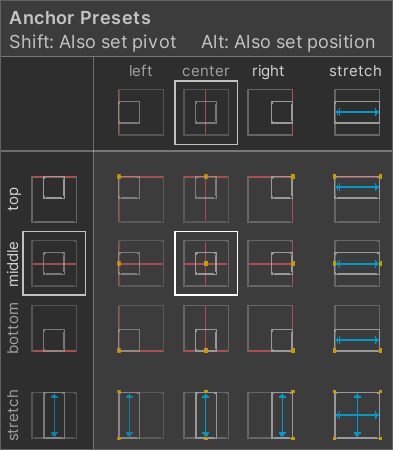 Anchor Presets
Shift: Also set pivot Alt: Also set position
left center right stretch
top
middle
bottom
stretch